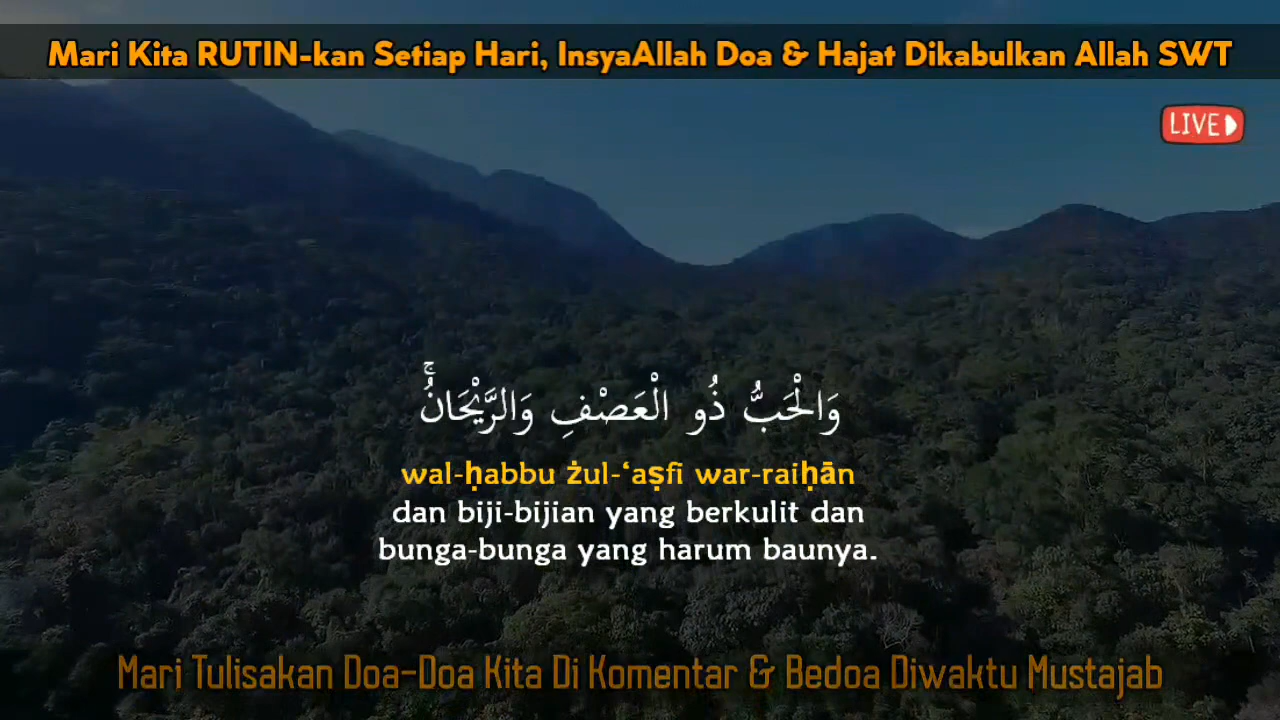 Mari Kita RUTIN-kan Setiap Hari, InsyaAllah Doa & Hajat Dikabulkan Allah SWT
LIVE
وَالْحَبُّ ذُو الْعَصْفِ وَالرَّيْحَانُۚ
wal-ḥabbu żul-‘aṣfi war-raiḥān
dan biji-bijian yang berkulit dan
bunga-bunga yang harum baunya.
Mari Tulisakan Doa-Doa Kita Di Komentar & Bedoa Diwaktu Mustajab